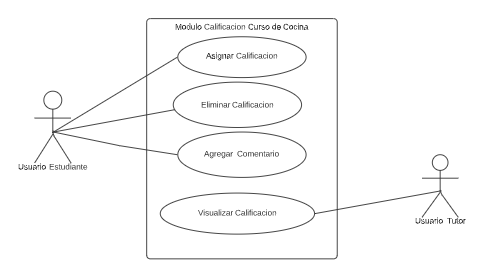 Modulo Calificacion Curso de Cocina
Asignar Calificacion
Eliminar Calificacion
Agregar Comentario
Visualizar Calificacion
Usuario Estudiante
Usuario Tutor